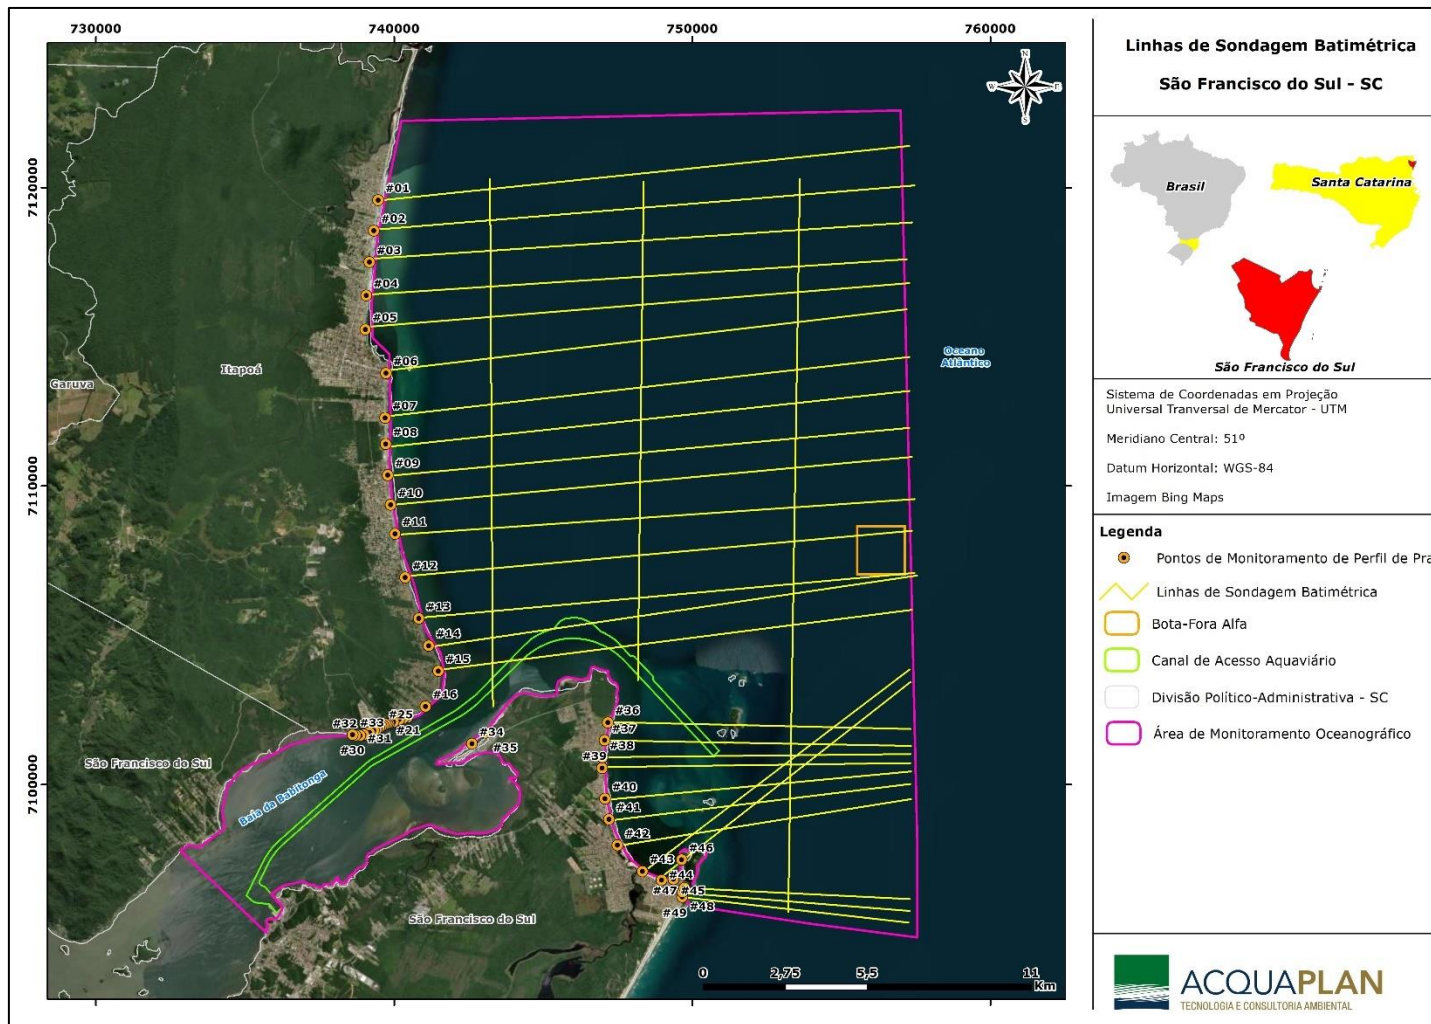 730000
740000
750000
760000
7120000
7110000
7100000
N
W
E
S
#01
#02
#03
#04
#05
#06
#07
#08
#09
#10
#11
#12
#13
#14
#15
#16
#25
#32
#33
#21
#31
#30
#34
#35
#36
#37
#38
#39
#40
#41
#42
#43
#46
#44
#47
#45
#48
#49
Garuva
Itapoá
Oceano
Atlântico
São Francisco do Sul
Baia da Babitonga
São Francisco do Sul
0
2,75
5,5
11
Km
Linhas de Sondagem Batimétrica
São Francisco do Sul - SC
Brasil
Santa Catarina
São Francisco do Sul
Sistema de Coordenadas em Projeção
Universal Tranversal de Mercator - UTM
Meridiano Central: 51º
Datum Horizontal: WGS-84
Imagem Bing Maps
Legenda
Pontos de Monitoramento de Perfil de Pra
Linhas de Sondagem Batimétrica
Bota-Fora Alfa
Canal de Acesso Aquaviário
Divisão Político-Administrativa - SC
Área de Monitoramento Oceanográfico
ACQUAPLAN
TECNOLOGIA E CONSULTORIA AMBIENTAL